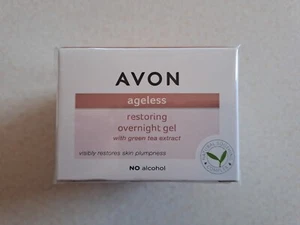 AVON
ageless
restoring
overnight gel
with green tea extract
visibly restores skin plumpness
NO alcohol